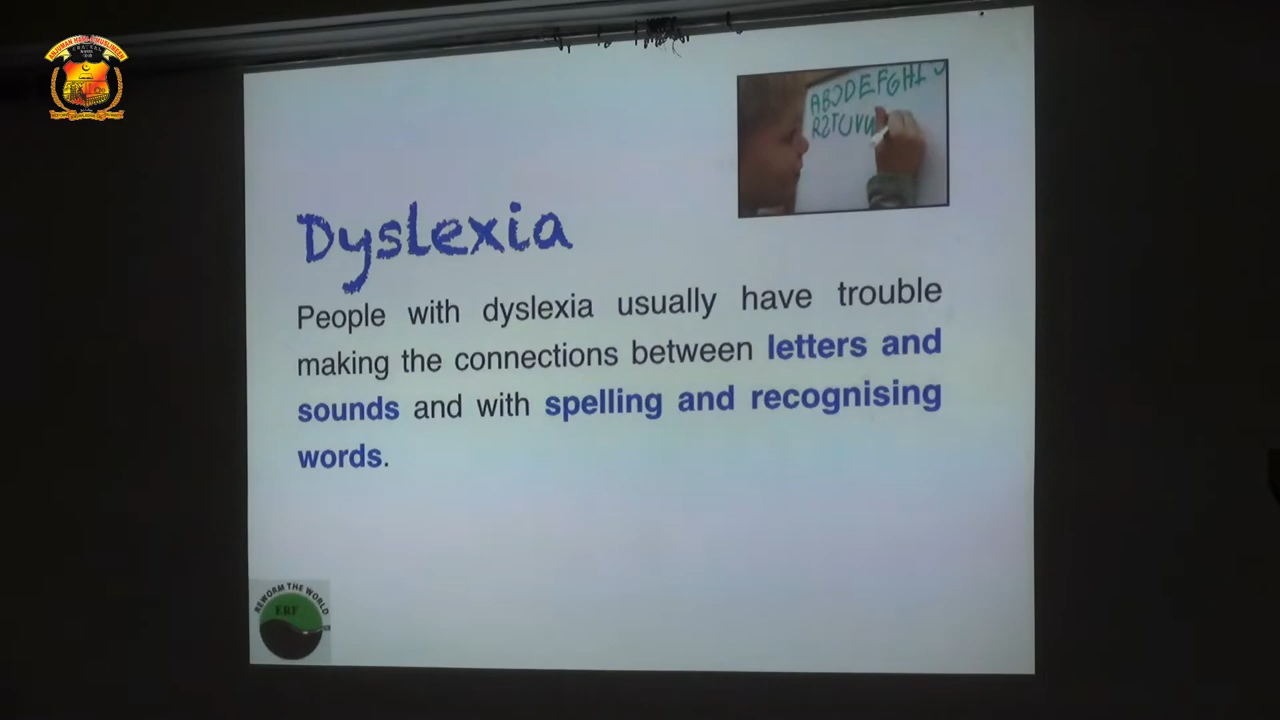 ABCDEFGHI
RSTUVW
Dyslexia
People with dyslexia usually have trouble
making the connections between letters and
sounds and with spelling and recognising
words.
REWORM THE WORLD
ERF